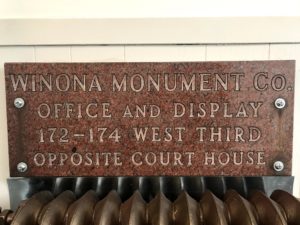 WINONA MONUMENT CO.
OFFICE AND DISPLAY
172-174 WEST THIRD
OPPOSITE COURT HOUSE